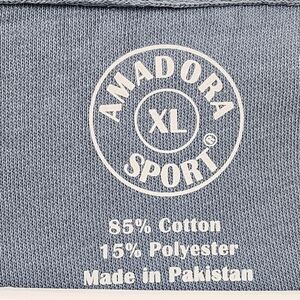 AMADORA
XL
SPORT®
85% Cotton
15% Polyester
Made in Pakistan